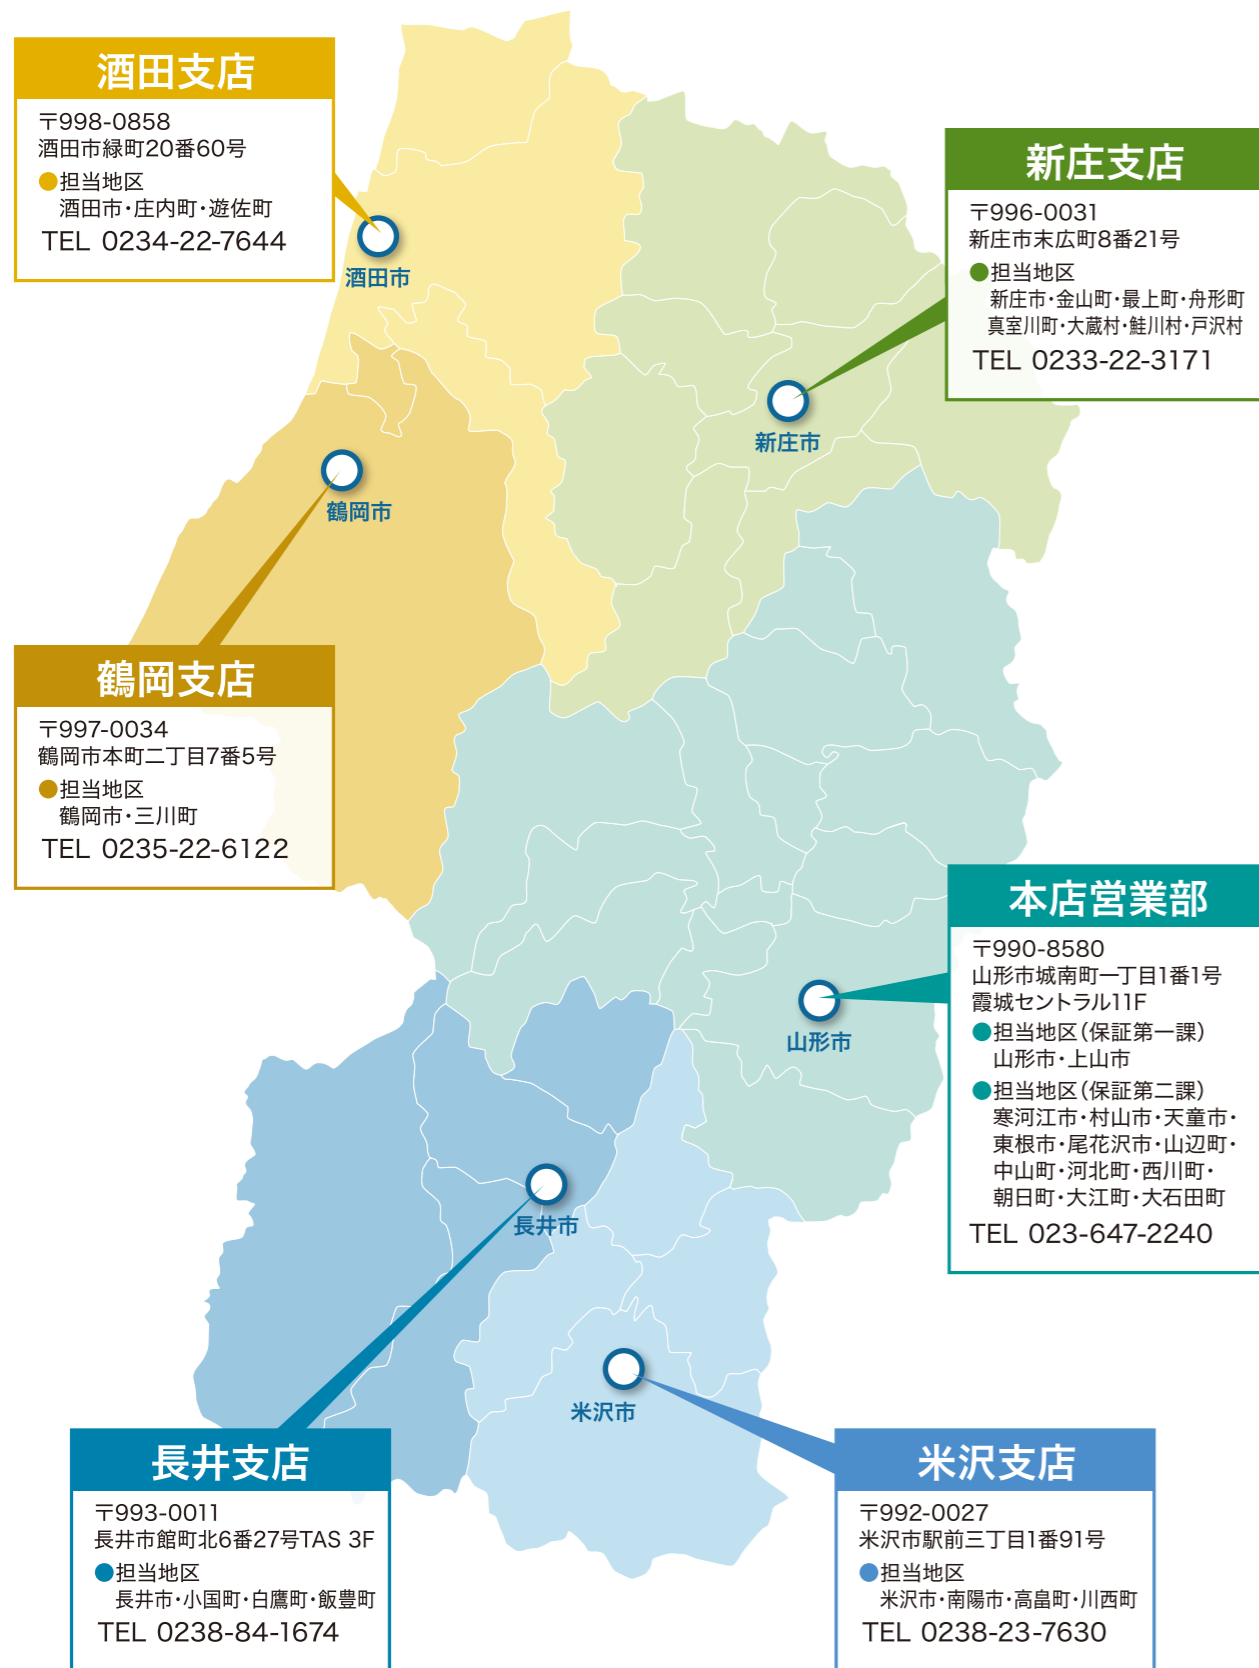 酒田支店
〒998-0858
酒田市緑町20番60号
●担当地区
酒田市・庄内町・遊佐町
TEL 0234-22-7644
酒田市
新庄支店
〒996-0031
新庄市末広町8番21号
●担当地区
新庄市・金山町・最上町・舟形町
真室川町・大蔵村・鮭川村・戸沢村
TEL 0233-22-3171
新庄市
鶴岡市
鶴岡支店
〒997-0034
鶴岡市本町二丁目7番5号
●担当地区
鶴岡市・三川町
TEL 0235-22-6122
本店営業部
〒990-8580
山形市城南町一丁目1番1号
霞城セントラル11F
●担当地区(保証第一課)
山形市・上山市
●担当地区(保証第二課)
寒河江市・村山市・天童市・
東根市・尾花沢市・山辺町・
中山町・河北町・西川町・
朝日町・大江町・大石田町
TEL 023-647-2240
山形市
長井市
米沢市
長井支店
〒993-0011
長井市館町北6番27号TAS 3F
●担当地区
長井市・小国町・白鷹町・飯豊町
TEL 0238-84-1674
米沢支店
〒992-0027
米沢市駅前三丁目1番91号
●担当地区
米沢市・南陽市・高畠町・川西町
TEL 0238-23-7630